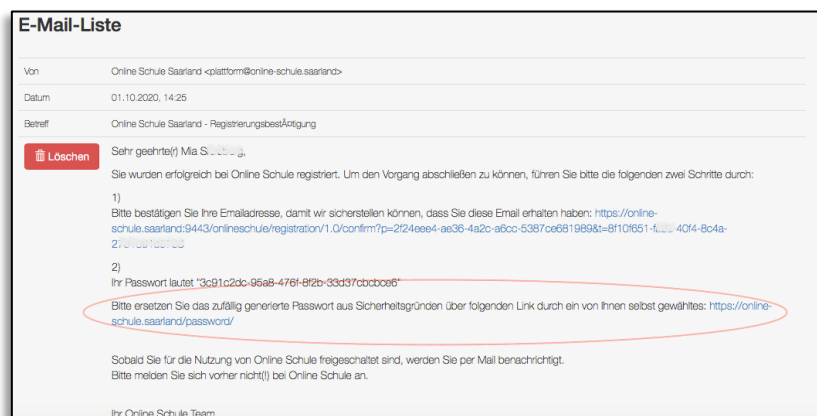 E-Mail-Liste
Von Online Schule Saarland <plattform@online-schule.saarland>
Datum 01.10.2020, 14:25
Betreff Online Schule Saarland - RegistrierungsbestÃ¤tigung
Löschen
Sehr geehrte(r) Mia
Sie wurden erfolgreich bei Online Schule registriert. Um den Vorgang abschließen zu können, führen Sie bitte die folgenden zwei Schritte durch:
1)
Bitte bestätigen Sie Ihre Emailadresse, damit wir sicherstellen können, dass Sie diese Email erhalten haben: https://online-
schule.saarland:9443/onlineschule/registration/1.0/confirm?p=2f24eee4-ae36-4a2c-a6cc-5387ce681989&t=8f10f651- -40f4-8c4a-
2)
Ihr Passwort lautet "3c91c2dc-95a8-476f-8f2b-33d37cbcbce6"
Bitte ersetzen Sie das zufällig generierte Passwort aus Sicherheitsgründen über folgenden Link durch ein von Ihnen selbst gewähltes: https://online-
schule.saarland/password/
Sobald Sie für die Nutzung von Online Schule freigeschaltet sind, werden Sie per Mail benachrichtigt.
Bitte melden Sie sich vorher nicht(!) bei Online Schule an.
Ihr Online Schule Team